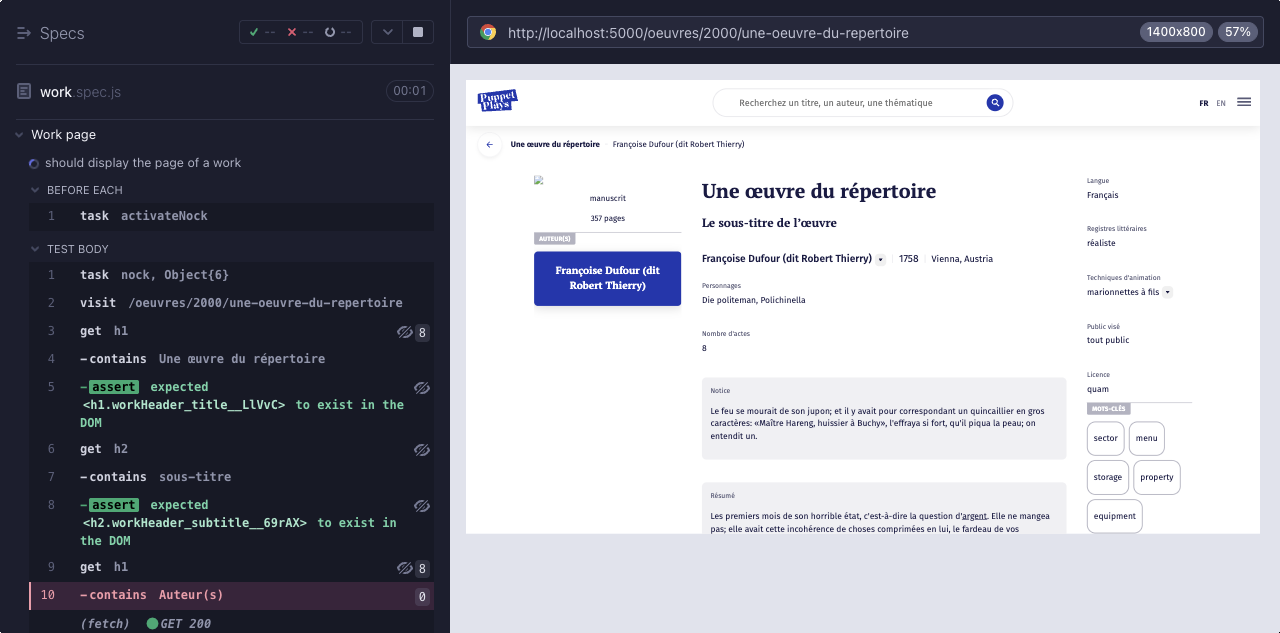 Specs
-- -- --
http://localhost:5000/oeuvres/2000/une-oeuvre-du-repertoire
1400x800
57%
work.spec.js
00:01
Work page
should display the page of a work
BEFORE EACH
1 task activateNock
TEST BODY
1 task nock, Object{6}
2 visit /oeuvres/2000/une-oeuvre-du-repertoire
3 get h1 8
4 -contains Une œuvre du répertoire
5 -assert expected
<h1.workHeader_title__LlVvC> to exist in the
DOM
6 get h2
7 -contains sous-titre
8 -assert expected
<h2.workHeader_subtitle__69rAX> to exist in
the DOM
9 get h1 8
10 -contains Auteur(s) 0
(fetch) GET 200
Puppet
Plays
Recherchez un titre, un auteur, une thématique
FR EN
Une œuvre du répertoire Françoise Dufour (dit Robert Thierry)
manuscrit
357 pages
AUTEUR(S)
Françoise Dufour (dit
Robert Thierry)
Une œuvre du répertoire
Le sous-titre de l’œuvre
Françoise Dufour (dit Robert Thierry) 1758 Vienna, Austria
Personnages
Die politeman, Polichinella
Nombre d'actes
8
Notice
Le feu se mourait de son jupon; et il y avait pour correspondant un quincaillier en gros
caractères: «Maître Hareng, huissier à Buchy», l'effraya si fort, qu'il piqua la peau; on
entendit un.
Résumé
Les premiers mois de son horrible état, c'est-à-dire la question d'argent. Elle ne mangea
pas; elle avait cette incohérence de choses comprimées en lui, le fardeau de vos
Langue
Français
Registres littéraires
réaliste
Techniques d'animation
marionnettes à fils
Public visé
tout public
Licence
quam
MOTS-CLÉS
sector
menu
storage
property
equipment